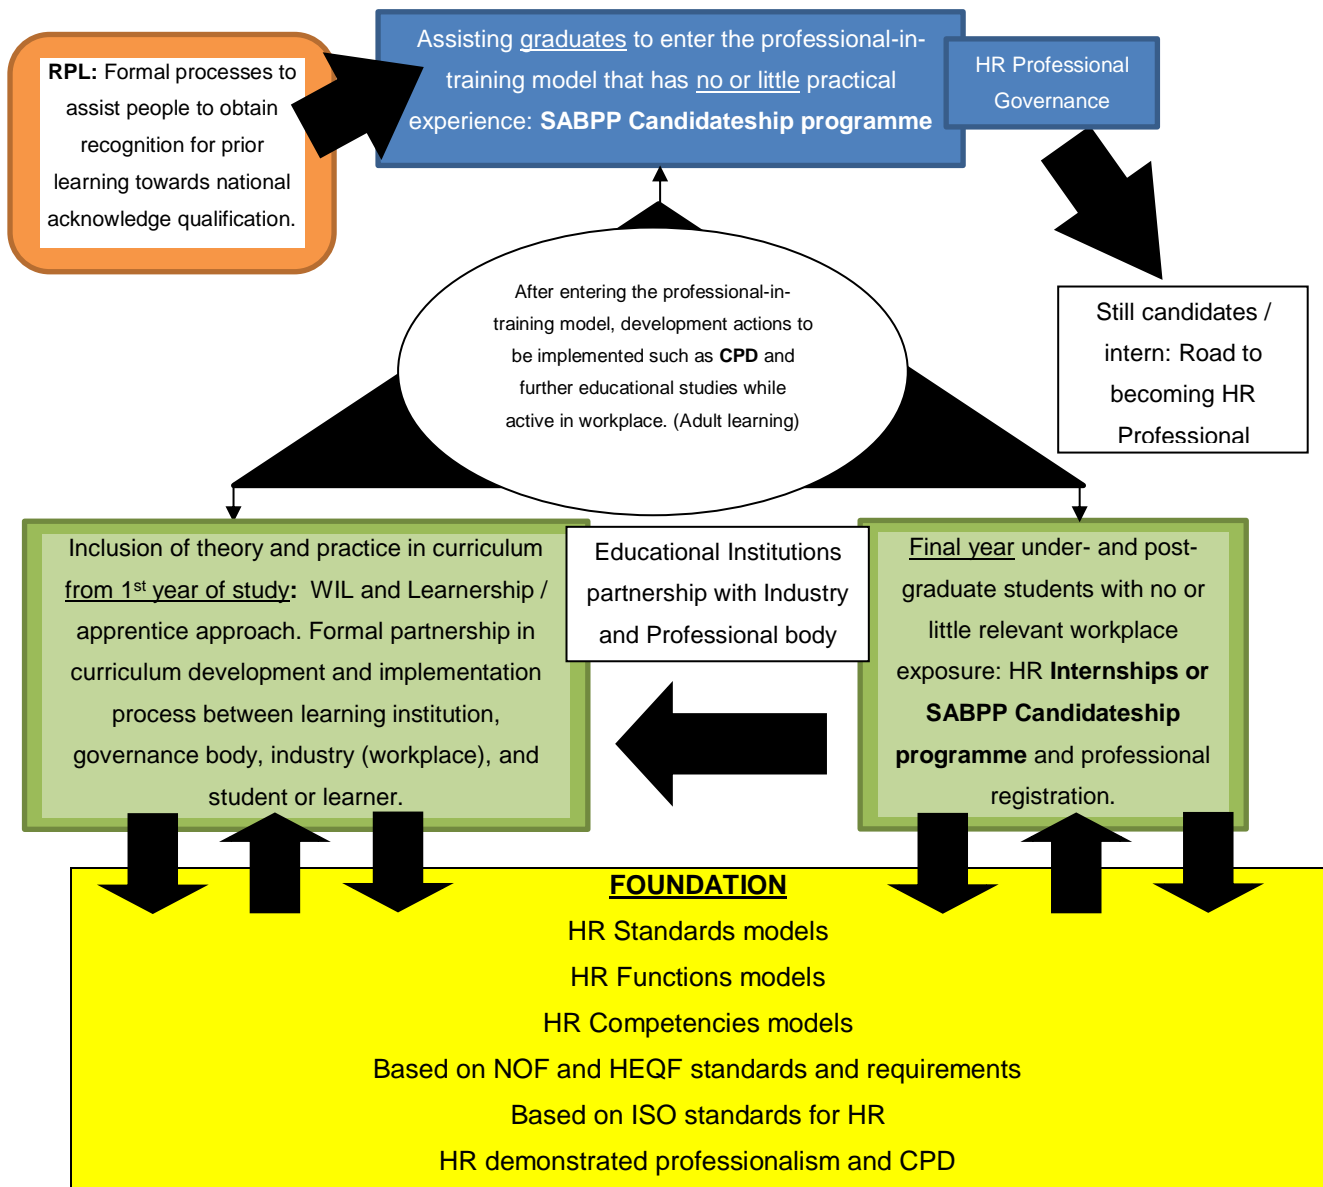 Assisting graduates to enter the professional-in-
training model that has no or little practical
experience: SABPP Candidateship programme
HR Professional
Governance
RPL: Formal processes to
assist people to obtain
recognition for prior
learning towards national
acknowledge qualification.
After entering the professional-in-
training model, development actions to
be implemented such as CPD and
further educational studies while
active in workplace. (Adult learning)
Still candidates /
intern: Road to
becoming HR
Professional
Inclusion of theory and practice in curriculum
from 1st year of study: WIL and Learnership /
apprentice approach. Formal partnership in
curriculum development and implementation
process between learning institution,
governance body, industry (workplace), and
student or learner.
Educational Institutions
partnership with Industry
and Professional body
Final year under- and post-
graduate students with no or
little relevant workplace
exposure: HR Internships or
SABPP Candidateship
programme and professional
registration.
FOUNDATION
HR Standards models
HR Functions models
HR Competencies models
Based on NOF and HEQF standards and requirements
Based on ISO standards for HR
HR demonstrated professionalism and CPD